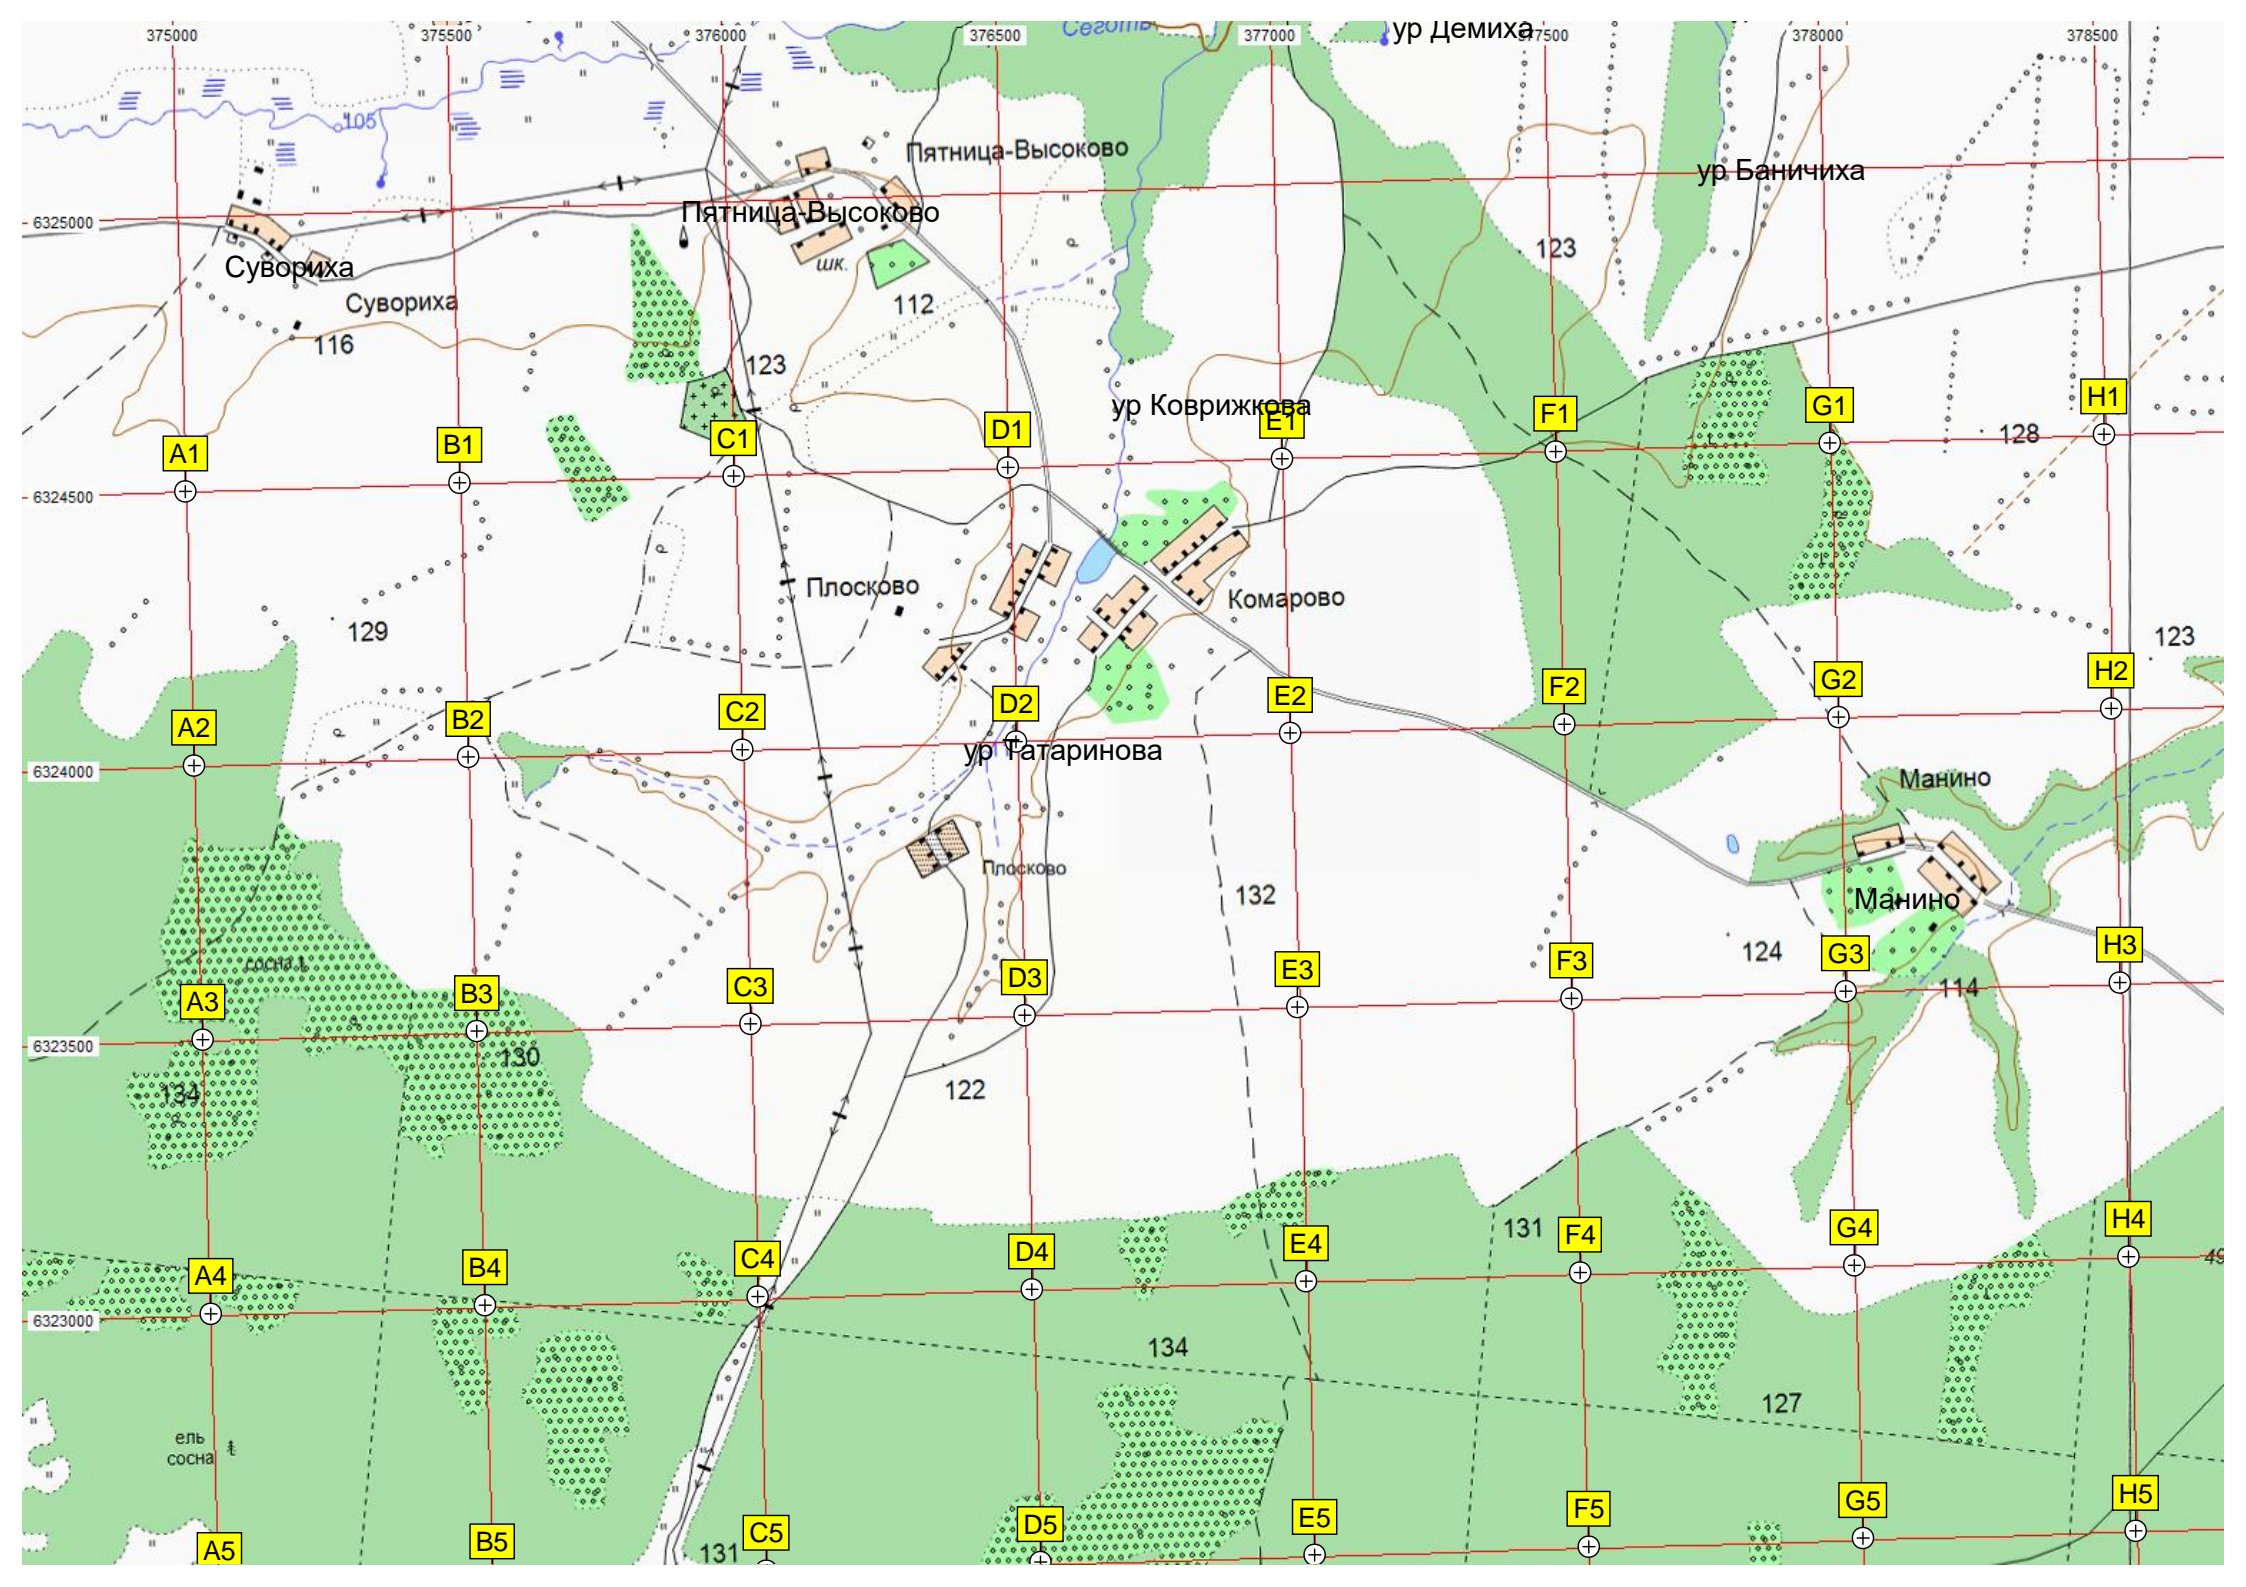 Сеготь
ур Демиха
375000
375500
376000
376500
377000
377500
378000
378500
105
Пятница-Высоково
ур Баничиха
Пятница-Высоково
6325000
123
шк.
Сувориха
Сувориха
112
116
123
ур Коврижкова
A1
B1
C1
D1
E1
F1
G1
H1
128
6324500
Плосково
Комарово
129
123
A2
B2
C2
D2
E2
F2
G2
H2
ур Татаринова
6324000
Манино
Плосково
132
Манино
124
сосна
114
A3
B3
C3
D3
E3
F3
G3
H3
6323500
130
134
122
131
A4
B4
C4
D4
E4
F4
G4
H4
49
6323000
134
127
ель
сосна
A5
B5
C5
D5
E5
F5
G5
H5
131